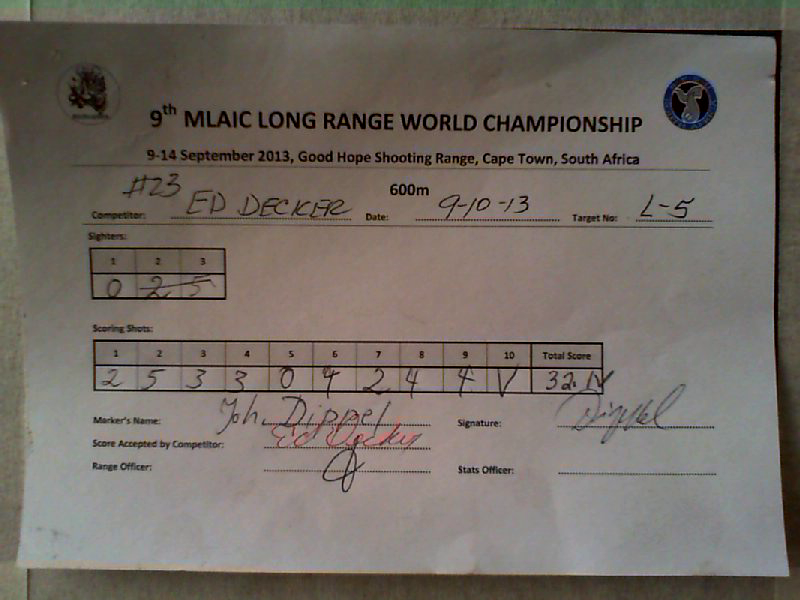 9th MLAIC LONG RANGE WORLD CHAMPIONSHIP
9-14 September 2013, Good Hope Shooting Range, Cape Town, South Africa
600m
#23
Competitor: ED DECKER Date: 9-10-13 Target No: L-5
Sighters:
1 2 3
0 2 5
Scoring Shots:
1 2 3 4 5 6 7 8 9 10 Total Score
2 5 3 3 0 4 2 4 4 V 32.1V
Marker's Name: Joh. Dippel Signature: Dippel
Score Accepted by Competitor: Ed Decker
Range Officer: Stats Officer: